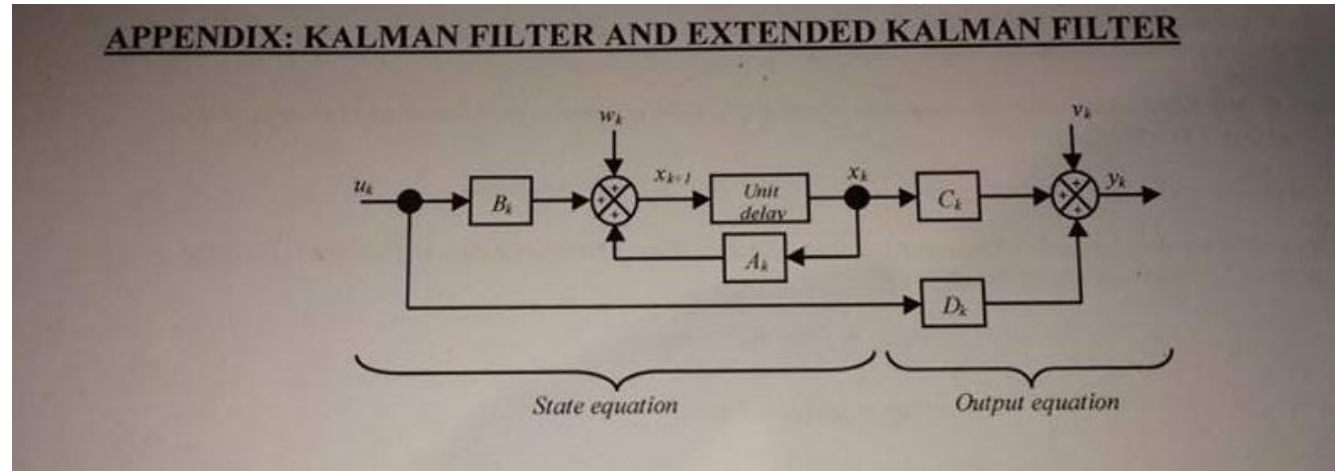 APPENDIX: KALMAN FILTER AND EXTENDED KALMAN FILTER
wₖ
vₖ
uₖ
Bₖ
xₖ₊₁
Unit
delay
xₖ
Cₖ
yₖ
Aₖ
Dₖ
State equation
Output equation